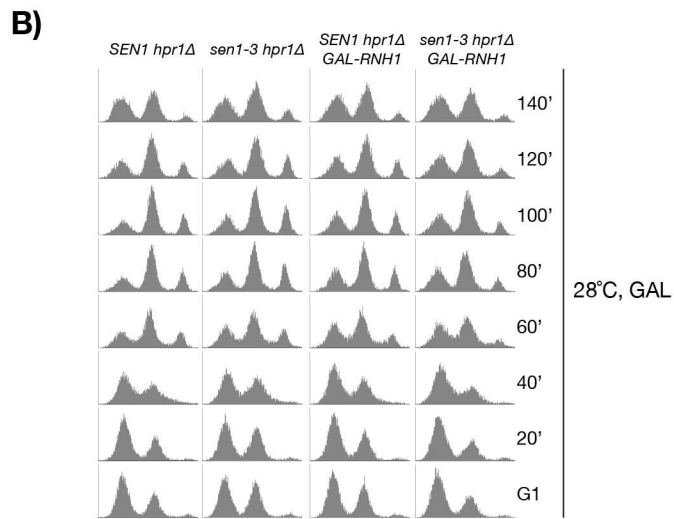 B)
SEN1 hpr1Δ
sen1-3 hpr1Δ
SEN1 hpr1Δ
GAL-RNH1
sen1-3 hpr1Δ
GAL-RNH1
140'
120'
100'
80'
60'
40'
20'
G1
28°C, GAL